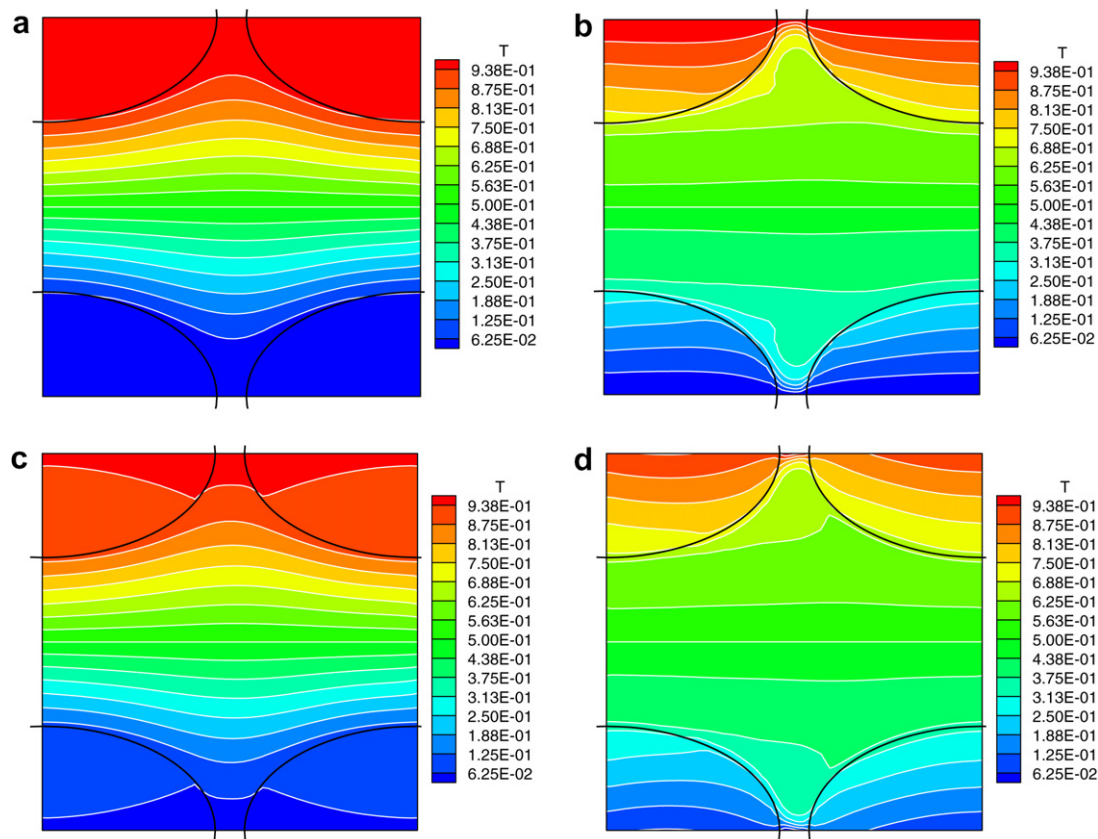 a
T
9.38E-01
8.75E-01
8.13E-01
7.50E-01
6.88E-01
6.25E-01
5.63E-01
5.00E-01
4.38E-01
3.75E-01
3.13E-01
2.50E-01
1.88E-01
1.25E-01
6.25E-02
b
T
9.38E-01
8.75E-01
8.13E-01
7.50E-01
6.88E-01
6.25E-01
5.63E-01
5.00E-01
4.38E-01
3.75E-01
3.13E-01
2.50E-01
1.88E-01
1.25E-01
6.25E-02
c
T
9.38E-01
8.75E-01
8.13E-01
7.50E-01
6.88E-01
6.25E-01
5.63E-01
5.00E-01
4.38E-01
3.75E-01
3.13E-01
2.50E-01
1.88E-01
1.25E-01
6.25E-02
d
T
9.38E-01
8.75E-01
8.13E-01
7.50E-01
6.88E-01
6.25E-01
5.63E-01
5.00E-01
4.38E-01
3.75E-01
3.13E-01
2.50E-01
1.88E-01
1.25E-01
6.25E-02